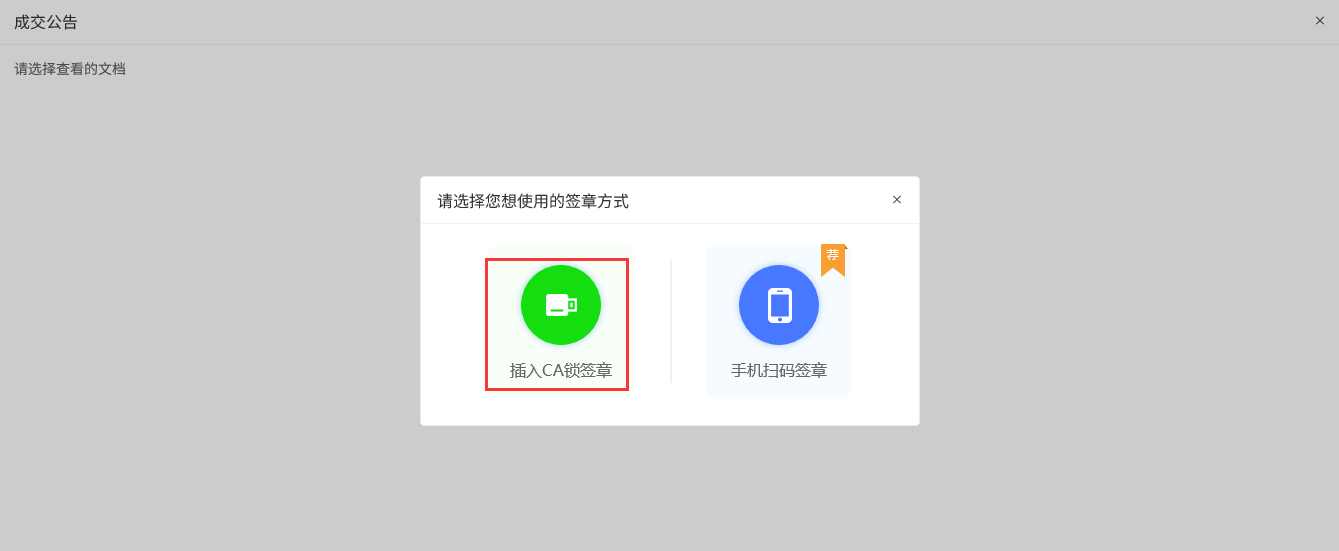 成交公告
请选择查看的文档
请选择您想使用的签章方式
荐
插入CA锁签章
手机扫码签章